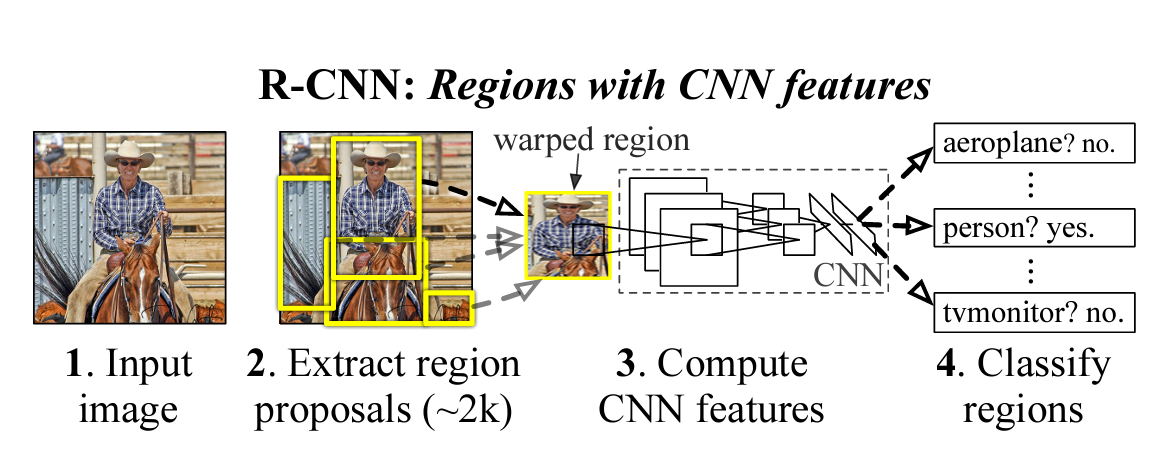 R-CNN: Regions with CNN features
warped region
aeroplane? no.
person? yes.
tvmonitor? no.
CNN
1. Input
image
2. Extract region
proposals (~2k)
3. Compute
CNN features
4. Classify
regions